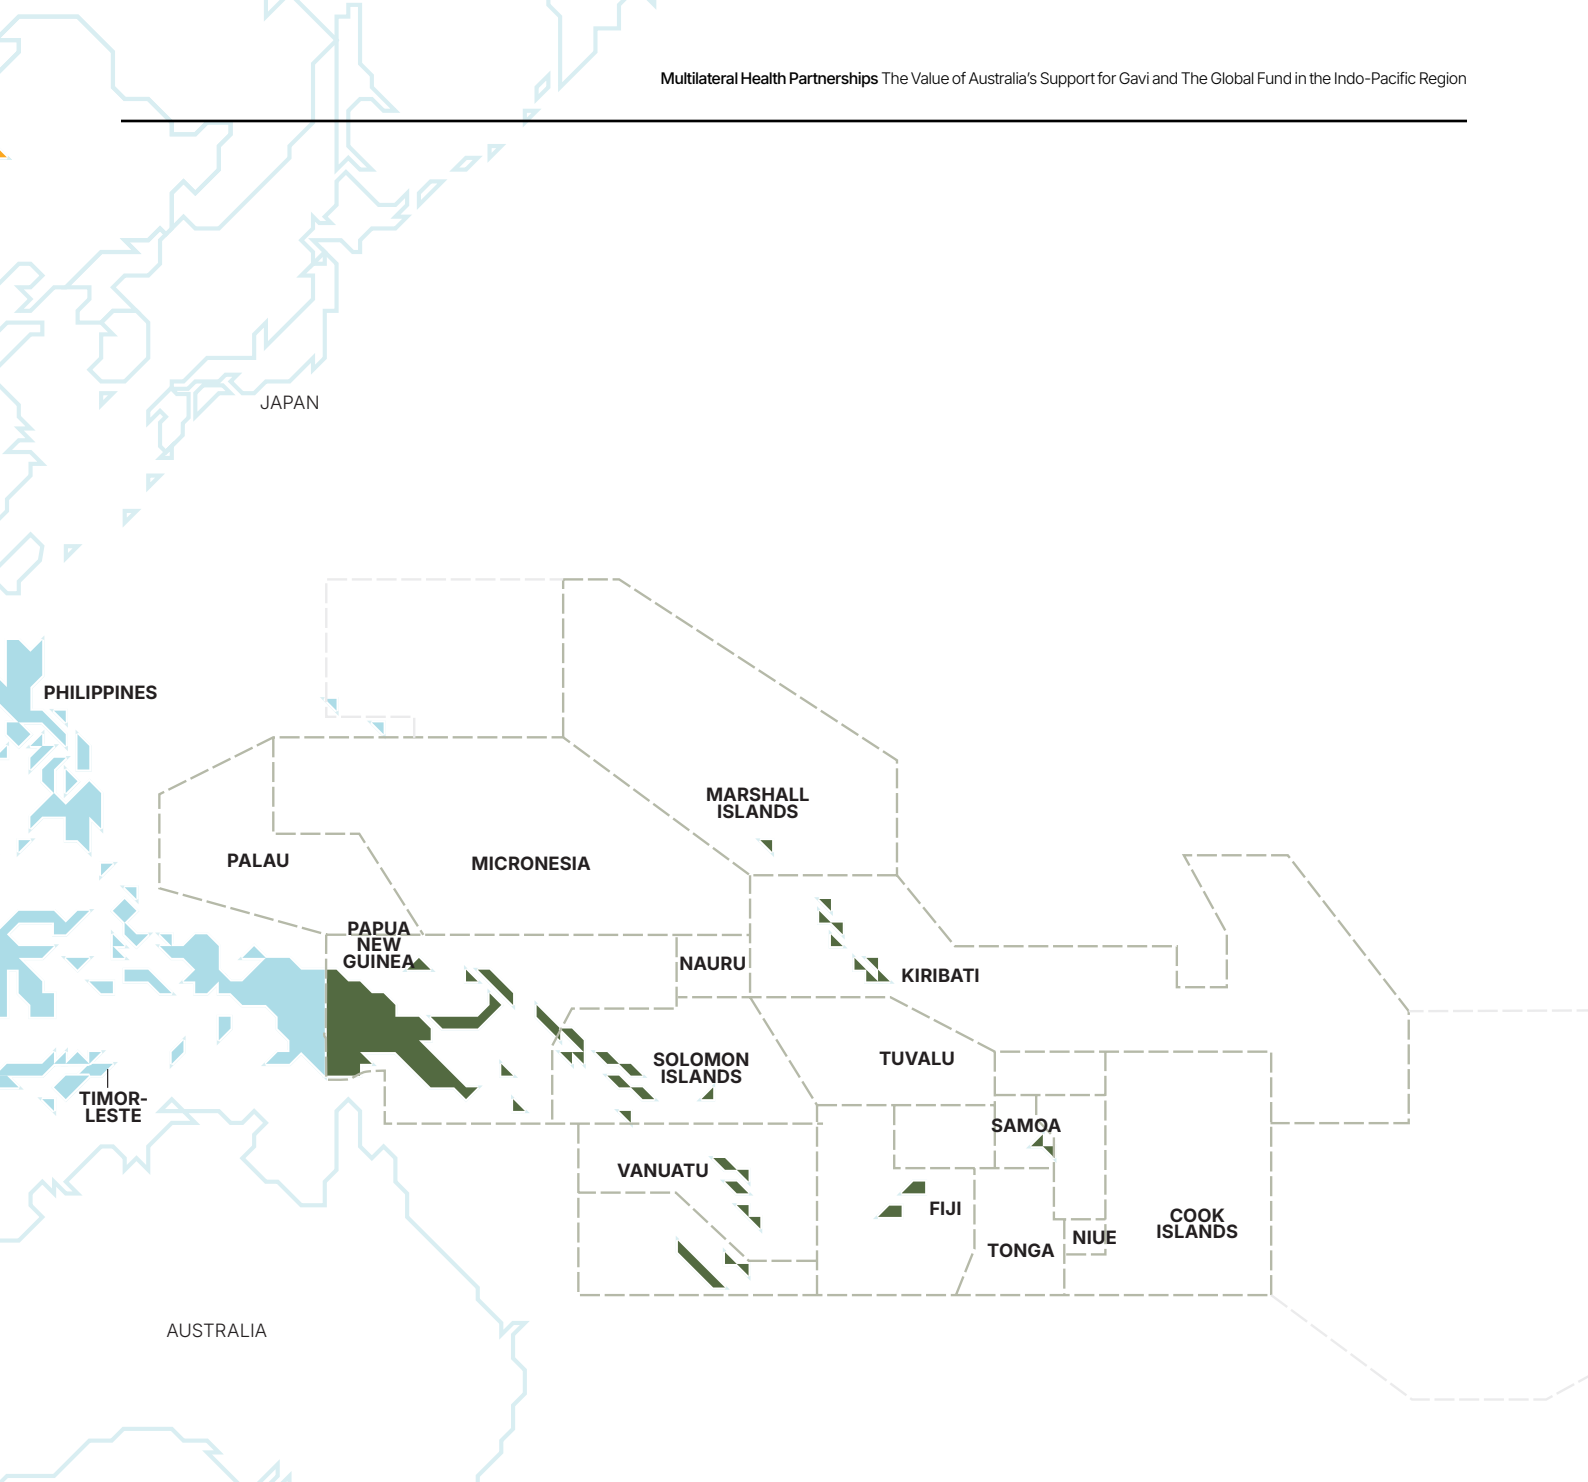 Multilateral Health Partnerships The Value of Australia's Support for Gavi and The Global Fund in the Indo-Pacific Region
JAPAN
PHILIPPINES
MARSHALL
ISLANDS
PALAU
MICRONESIA
PAPUA
NEW
GUINEA
NAURU
KIRIBATI
SOLOMON
ISLANDS
TUVALU
TIMOR-
LESTE
SAMOA
VANUATU
FIJI
COOK
ISLANDS
NIUE
TONGA
AUSTRALIA